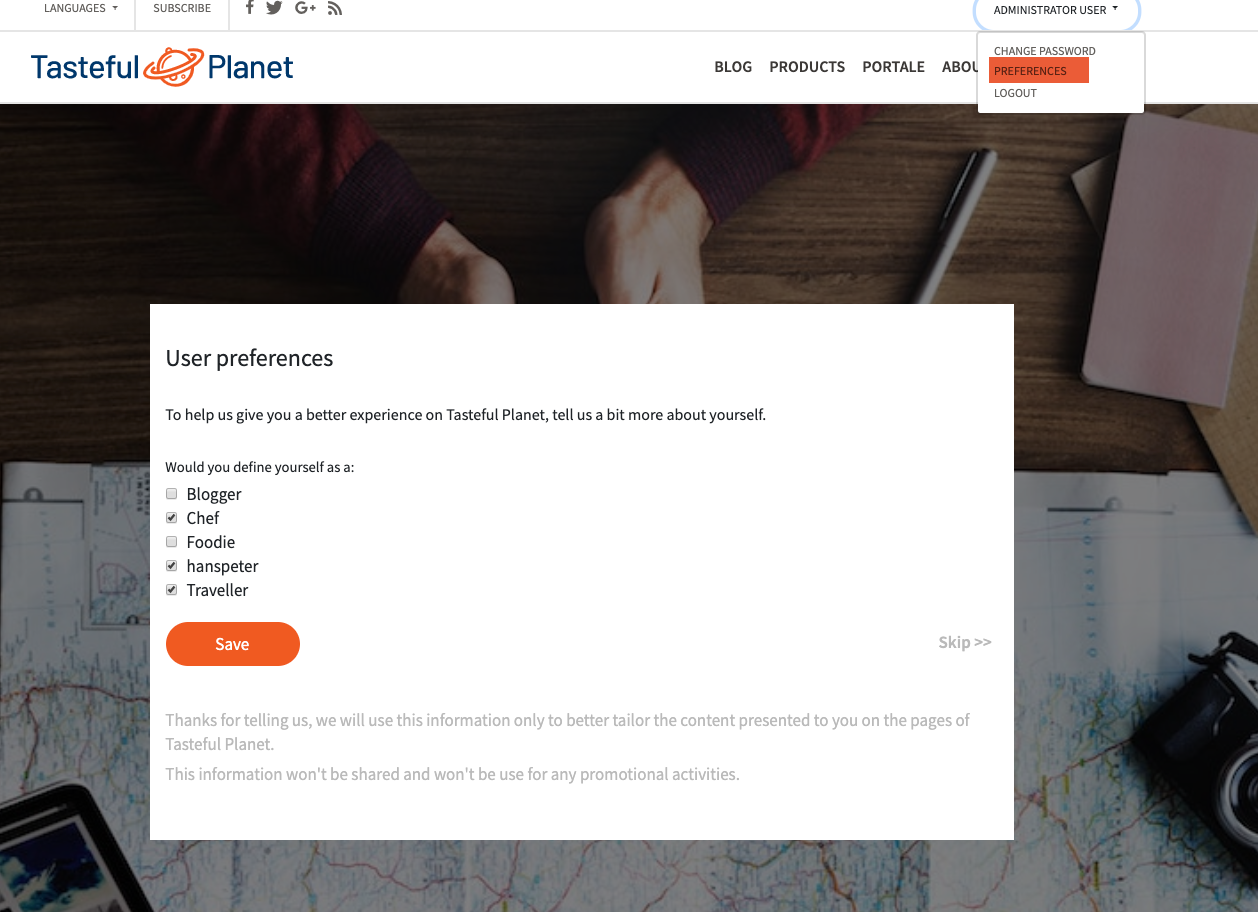 LANGUAGES
SUBSCRIBE
ADMINISTRATOR USER
CHANGE PASSWORD
PREFERENCES
LOGOUT
Tasteful Planet
BLOG
PRODUCTS
PORTALE
ABOU
User preferences
To help us give you a better experience on Tasteful Planet, tell us a bit more about yourself.
Would you define yourself as a:
Blogger
Chef
Foodie
hanspeter
Traveller
Save
Skip >>
Thanks for telling us, we will use this information only to better tailor the content presented to you on the pages of
Tasteful Planet.
This information won't be shared and won't be use for any promotional activities.